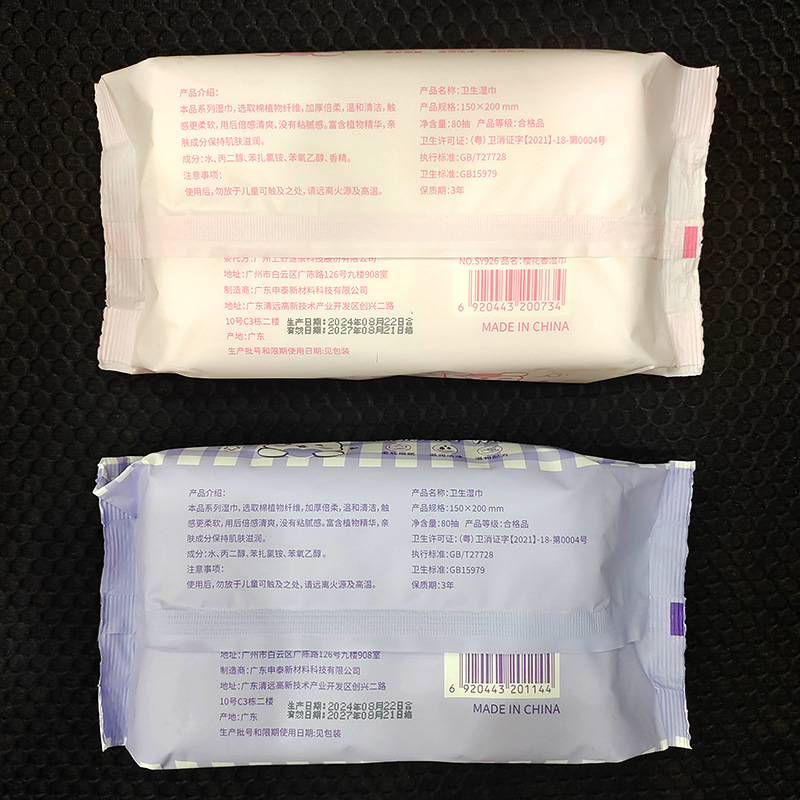 产品介绍:
本品系列湿巾,选取棉植物纤维,加厚倍柔,温和清洁,触
感更柔软,用后倍感清爽,没有粘腻感。富含植物精华,亲
肤成分保持肌肤滋润。
成分:水、丙二醇、苯扎氯铵、苯氧乙醇、香精。
注意事项:
使用后,勿放于儿童可触及之处,请远离火源及高温。
产品名称:卫生湿巾
产品规格:150×200 mm
净含量:80抽 产品等级:合格品
卫生许可证:(粤)卫消证字【2021】-18-第0004号
执行标准:GB/T27728
卫生标准:GB15979
保质期:3年
地址:广州市白云区广陈路126号九楼908室
制造商:广东申泰新材料科技有限公司
地址:广东清远高新技术产业开发区创兴二路
10号C3栋二楼
产地:广东
生产批号和限期使用日期:见包装
生产日期:2024年08月22日合
有效日期:2027年08月21日格
NO.SY926 品名:樱花香湿巾
6 920443 200734
MADE IN CHINA
柔软细腻 温和清洁 温和配方
产品介绍:
本品系列湿巾,选取棉植物纤维,加厚倍柔,温和清洁,触
感更柔软,用后倍感清爽,没有粘腻感。富含植物精华,亲
肤成分保持肌肤滋润。
成分:水、丙二醇、苯扎氯铵、苯氧乙醇。
注意事项:
使用后,勿放于儿童可触及之处,请远离火源及高温。
产品名称:卫生湿巾
产品规格:150×200 mm
净含量:80抽 产品等级:合格品
卫生许可证:(粤)卫消证字【2021】-18-第0004号
执行标准:GB/T27728
卫生标准:GB15979
保质期:3年
地址:广州市白云区广陈路126号九楼908室
制造商:广东申泰新材料科技有限公司
地址:广东清远高新技术产业开发区创兴二路
10号C3栋二楼
产地:广东
生产批号和限期使用日期:见包装
生产日期:2024年08月22日合
有效日期:2027年08月21日格
6 920443 201144
MADE IN CHINA